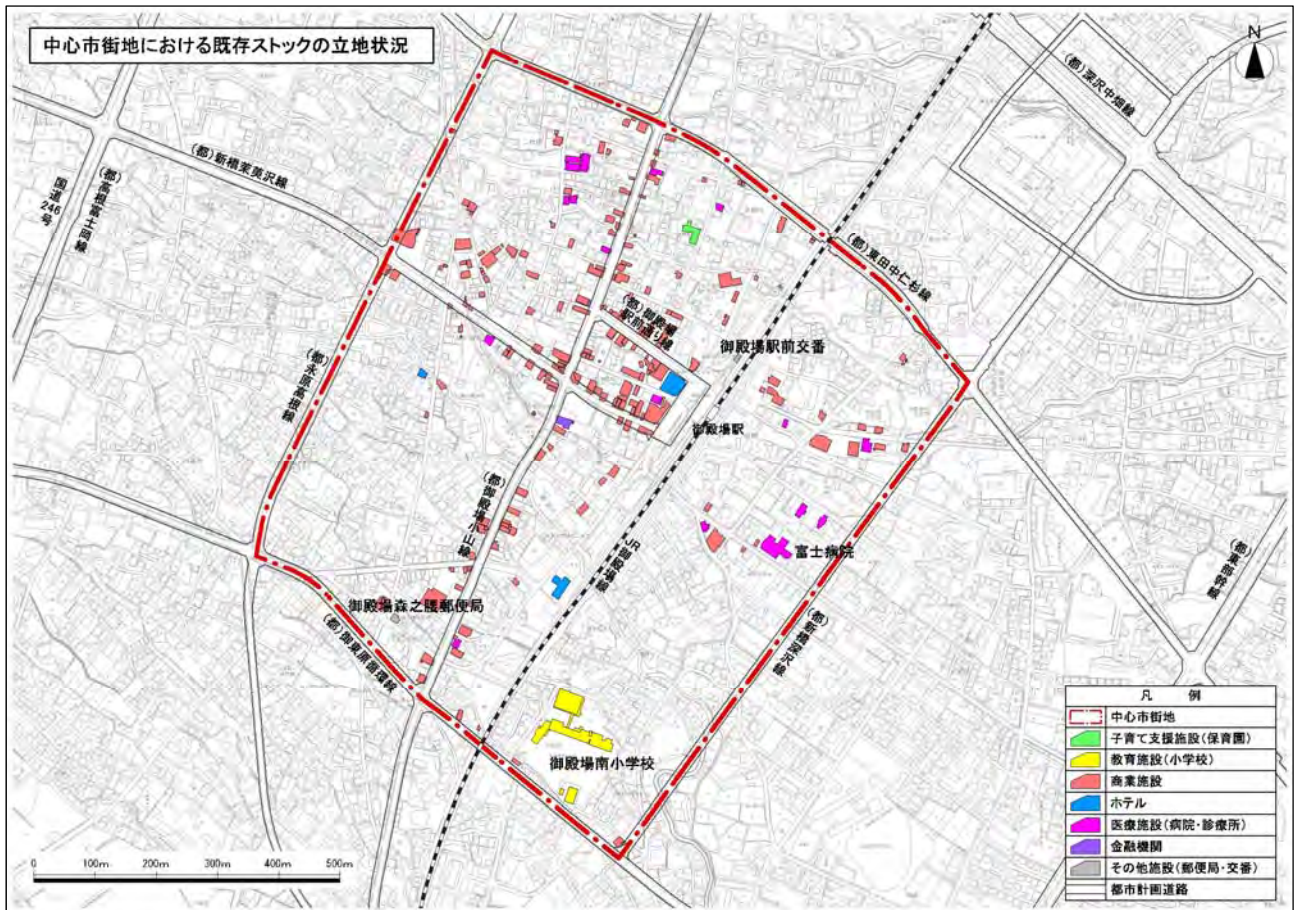 中心市街地における既存ストックの立地状況
N
(都)深沢中畑線
(都)新橋茱萸沢線
国道246号
(都)高根富士岡線
(都)東田中仁杉線
(都)御殿場駅前通り線
御殿場駅前交番
(都)永原高根線
御殿場駅
(都)御殿場小山線
JR御殿場線
富士病院
(都)東部幹線
御殿場森之腰郵便局
(都)御東原循環線
(都)新橋深沢線
御殿場南小学校
凡 例
中心市街地
子育て支援施設(保育園)
教育施設(小学校)
商業施設
ホテル
医療施設(病院・診療所)
金融機関
その他施設(郵便局・交番)
都市計画道路
0 100m 200m 300m 400m 500m